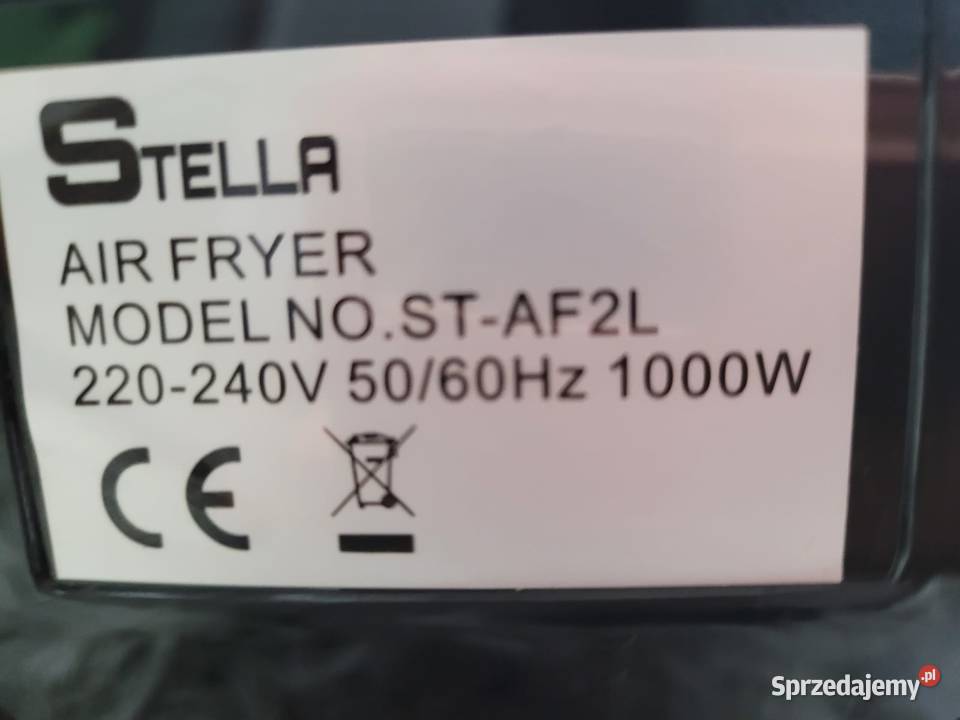 STELLA
AIR FRYER
MODEL NO.ST-AF2L
220-240V 50/60Hz 1000W
CE
Sprzedajemy.pl